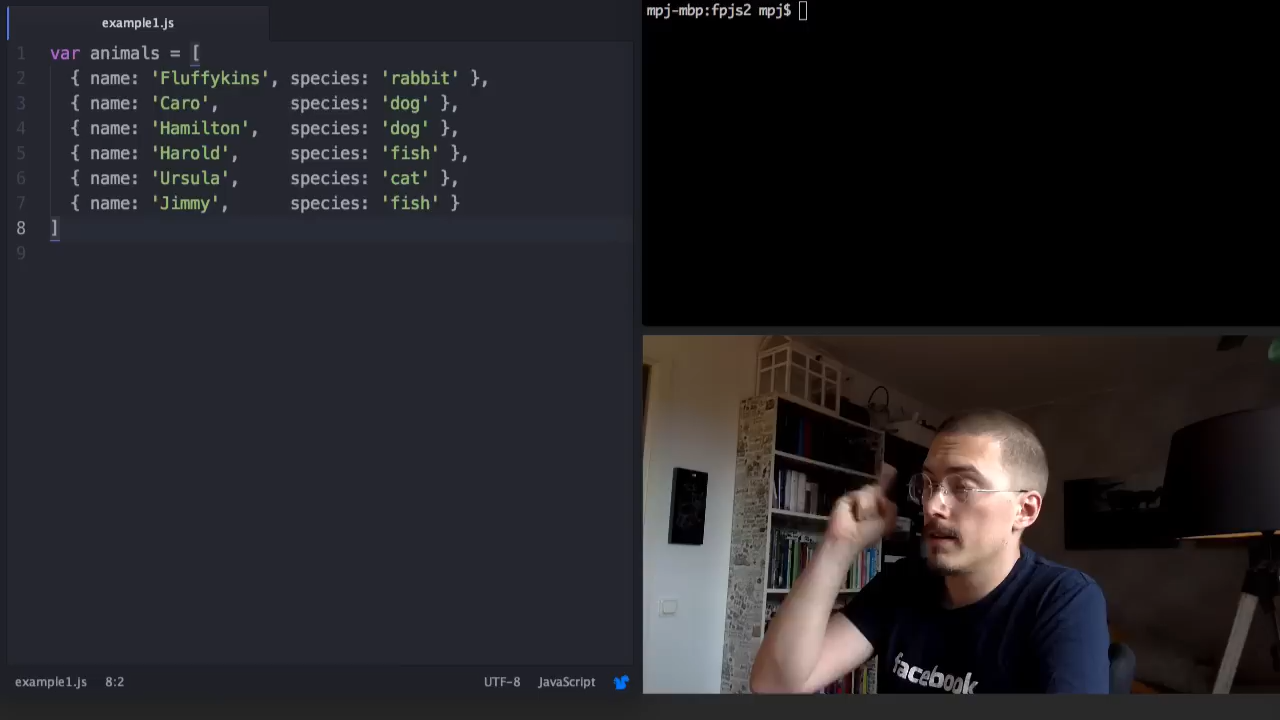 example1.js
1 var animals = [
2 { name: 'Fluffykins', species: 'rabbit' },
3 { name: 'Caro', species: 'dog' },
4 { name: 'Hamilton', species: 'dog' },
5 { name: 'Harold', species: 'fish' },
6 { name: 'Ursula', species: 'cat' },
7 { name: 'Jimmy', species: 'fish' }
8 ]
9
example1.js 8:2 UTF-8 JavaScript
mpj-mbp:fpjs2 mpj$
facebook